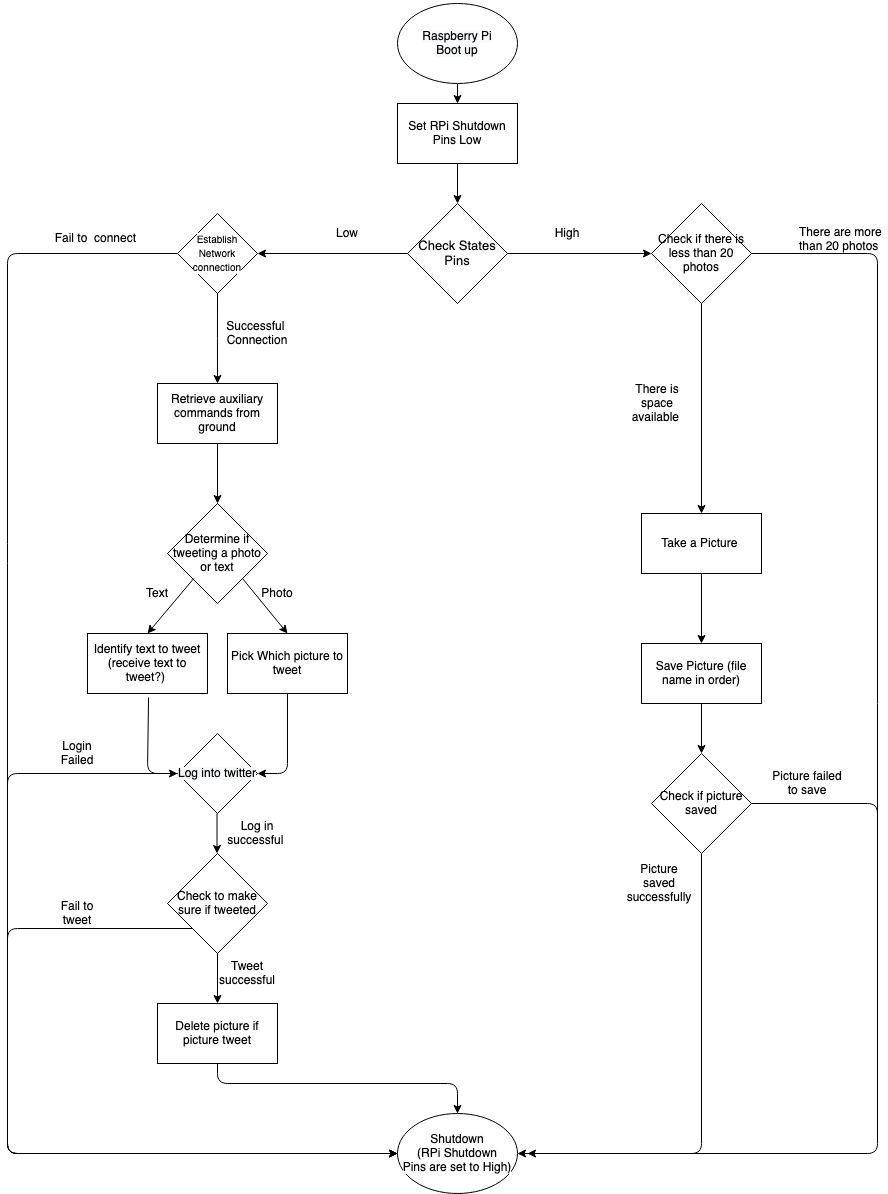 Raspberry Pi
Boot up
Set RPi Shutdown
Pins Low
Check States
Pins
Low
High
Establish
Network
connection
Fail to  connect
Check if there is
less than 20
photos
There are more
than 20 photos
Successful
Connection
Retrieve auxiliary
commands from
ground
There is
space
available
Determine if
tweeting a photo
or text
Text
Photo
Take a Picture
Identify text to tweet
(receive text to
tweet?)
Pick Which picture to
tweet
Save Picture (file
name in order)
Login
Failed
Log into twitter
Check if picture
saved
Picture failed
to save
Log in
successful
Picture
saved
successfully
Check to make
sure if tweeted
Fail to
tweet
Tweet
successful
Delete picture if
picture tweet
Shutdown
(RPi Shutdown
Pins are set to High)